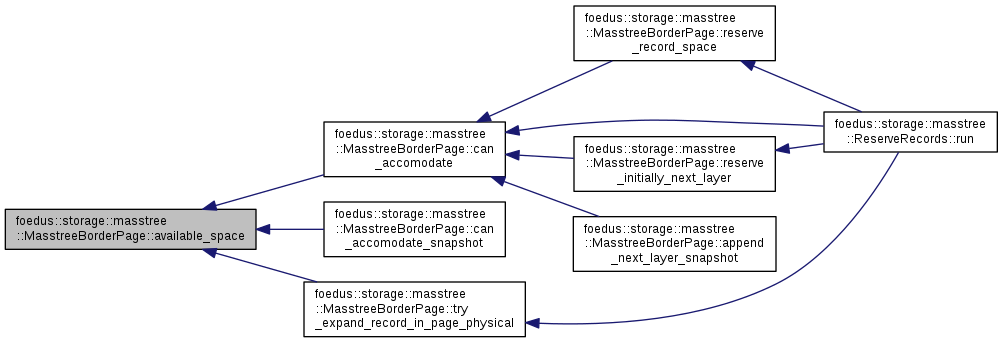 foedus::storage::masstree
::MasstreeBorderPage::available_space
foedus::storage::masstree
::MasstreeBorderPage::can
_accomodate
foedus::storage::masstree
::MasstreeBorderPage::can
_accomodate_snapshot
foedus::storage::masstree
::MasstreeBorderPage::try
_expand_record_in_page_physical
foedus::storage::masstree
::MasstreeBorderPage::reserve
_record_space
foedus::storage::masstree
::MasstreeBorderPage::reserve
_initially_next_layer
foedus::storage::masstree
::MasstreeBorderPage::append
_next_layer_snapshot
foedus::storage::masstree
::ReserveRecords::run